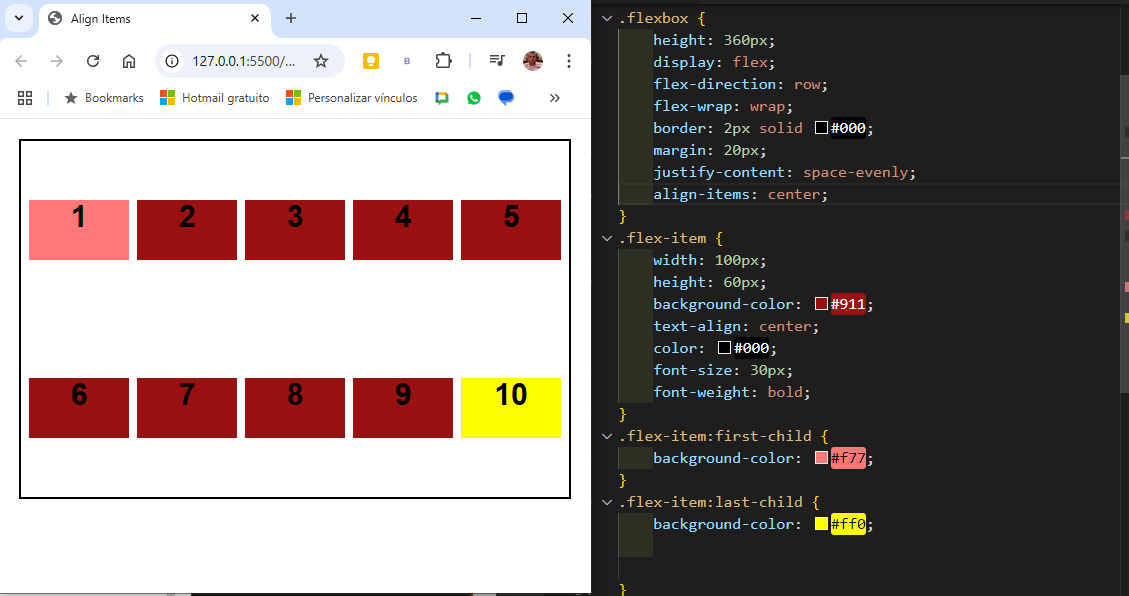 Align Items
127.0.0.1:5500/...
B
Bookmarks
Hotmail gratuito
Personalizar vínculos
1 2 3 4 5
6 7 8 9 10
.flexbox {
height: 360px;
display: flex;
flex-direction: row;
flex-wrap: wrap;
border: 2px solid #000;
margin: 20px;
justify-content: space-evenly;
align-items: center;
}
.flex-item {
width: 100px;
height: 60px;
background-color: #911;
text-align: center;
color: #000;
font-size: 30px;
font-weight: bold;
}
.flex-item:first-child {
background-color: #f77;
}
.flex-item:last-child {
background-color: #ff0;
}